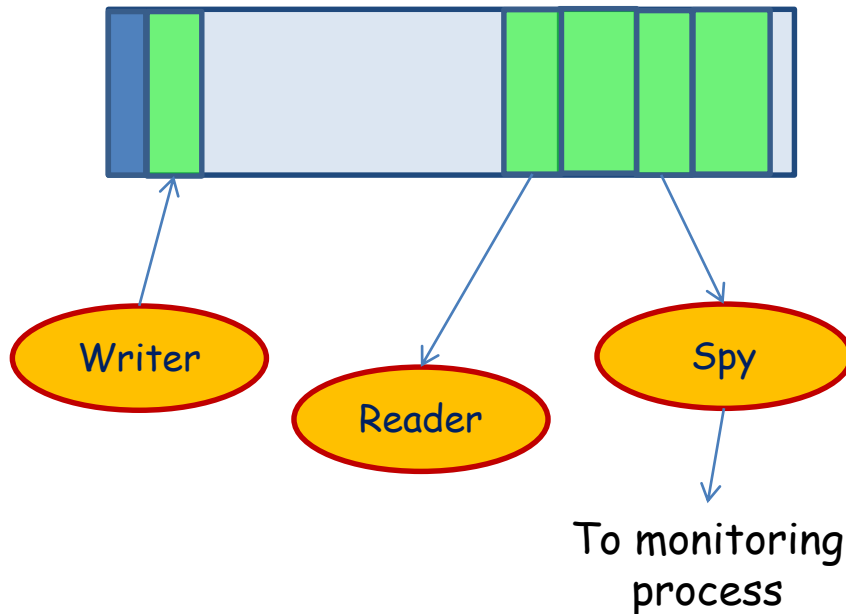 Writer
Reader
Spy
To monitoring
process